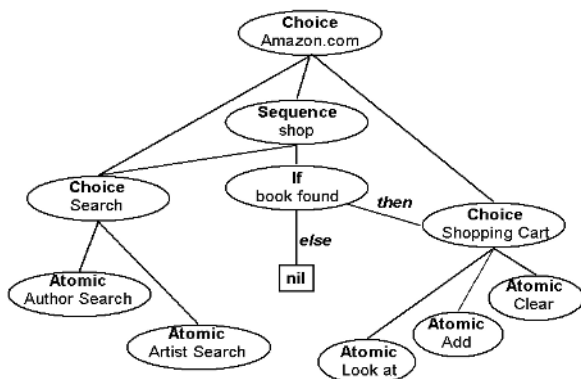 Choice
Amazon.com
Sequence
shop
If
book found
then
Choice
Search
Choice
Shopping Cart
else
nil
Atomic
Author Search
Atomic
Clear
Atomic
Add
Atomic
Artist Search
Atomic
Look at